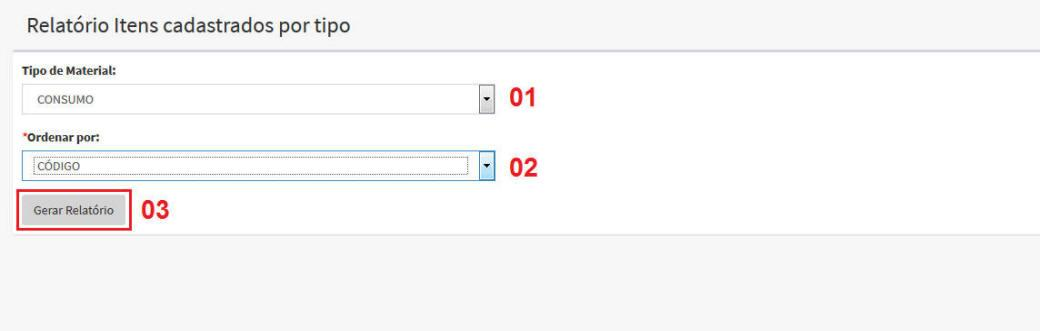 Relatório Itens cadastrados por tipo
Tipo de Material:
CONSUMO
01
*Ordenar por:
CÓDIGO
02
Gerar Relatório
03